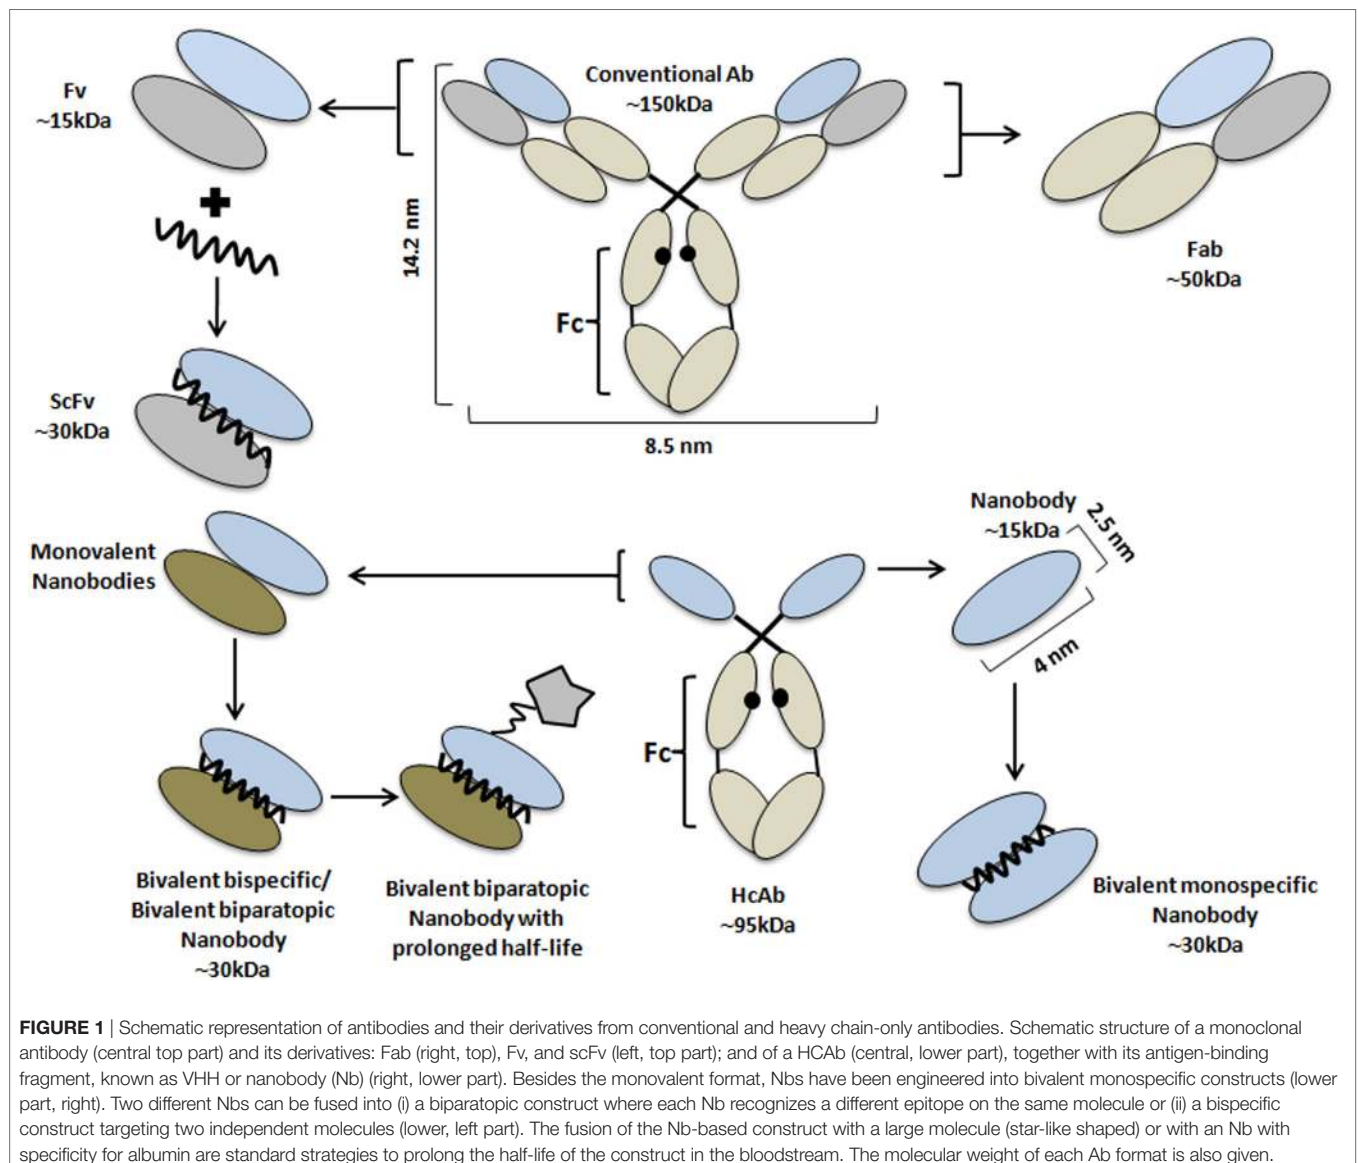 Fv
~15kDa
Conventional Ab
~150kDa
14.2 nm
Fc
8.5 nm
Fab
~50kDa
ScFv
~30kDa
Monovalent
Nanobodies
Nanobody
~15kDa
2.5 nm
4 nm
Fc
HcAb
~95kDa
Bivalent bispecific/
Bivalent biparatopic
Nanobody
~30kDa
Bivalent biparatopic
Nanobody with
prolonged half-life
Bivalent monospecific
Nanobody
~30kDa
FIGURE 1 | Schematic representation of antibodies and their derivatives from conventional and heavy chain-only antibodies. Schematic structure of a monoclonal
antibody (central top part) and its derivatives: Fab (right, top), Fv, and scFv (left, top part); and of a HCAb (central, lower part), together with its antigen-binding
fragment, known as VHH or nanobody (Nb) (right, lower part). Besides the monovalent format, Nbs have been engineered into bivalent monospecific constructs (lower
part, right). Two different Nbs can be fused into (i) a biparatopic construct where each Nb recognizes a different epitope on the same molecule or (ii) a bispecific
construct targeting two independent molecules (lower, left part). The fusion of the Nb-based construct with a large molecule (star-like shaped) or with an Nb with
specificity for albumin are standard strategies to prolong the half-life of the construct in the bloodstream. The molecular weight of each Ab format is also given.